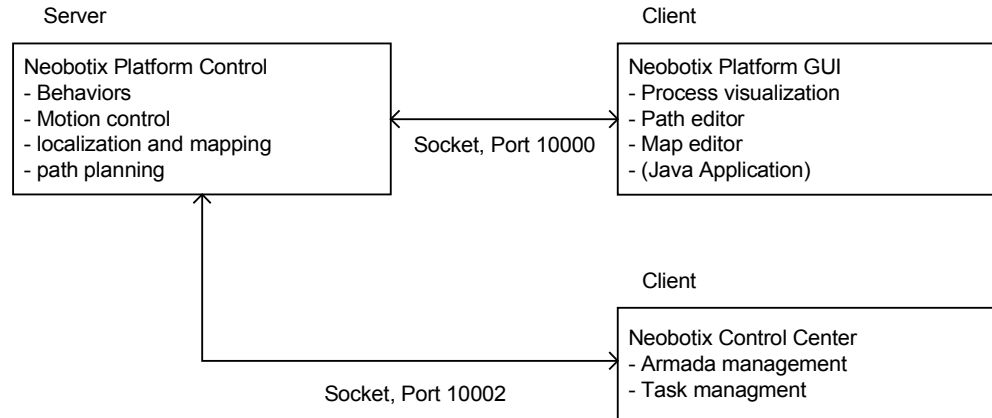 Server
Neobotix Platform Control
- Behaviors
- Motion control
- localization and mapping
- path planning
Socket, Port 10000
Client
Neobotix Platform GUI
- Process visualization
- Path editor
- Map editor
- (Java Application)
Client
Neobotix Control Center
- Armada management
- Task managment
Socket, Port 10002